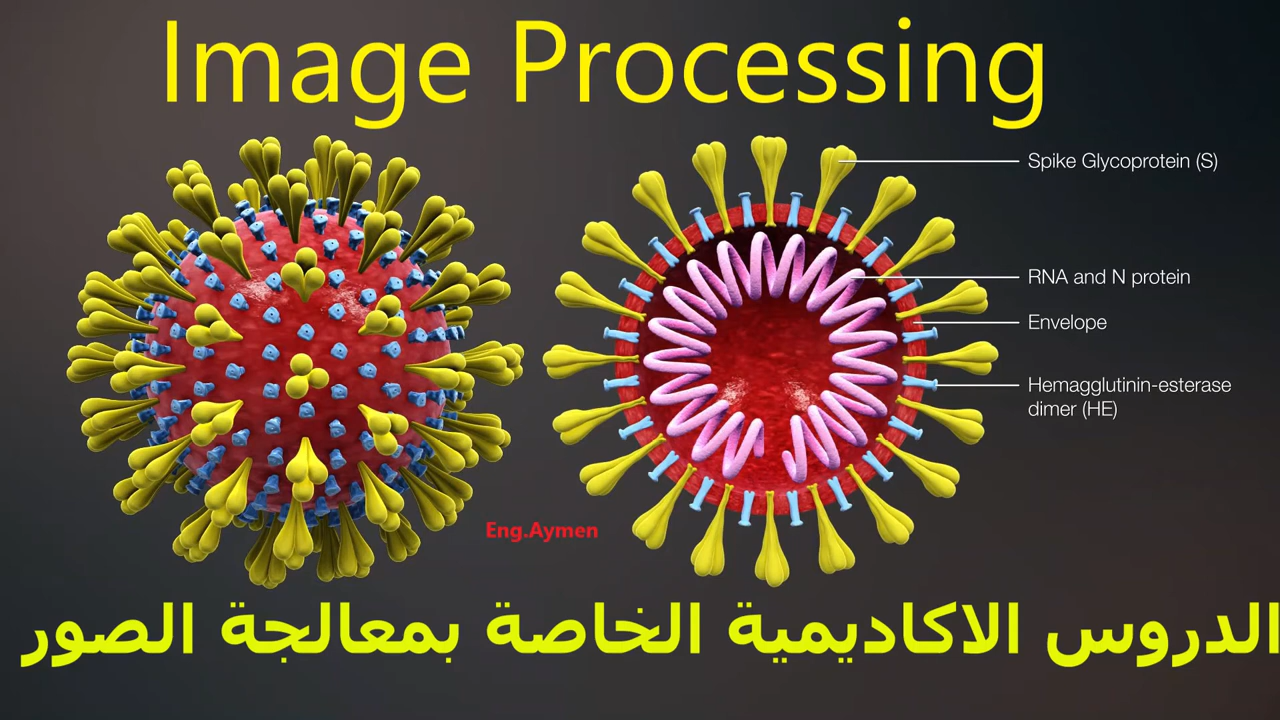 Image Processing
Spike Glycoprotein (S)
RNA and N protein
Envelope
Hemagglutinin-esterase
dimer (HE)
Eng.Aymen
الدروس الاكاديمية الخاصة بمعالجة الصور